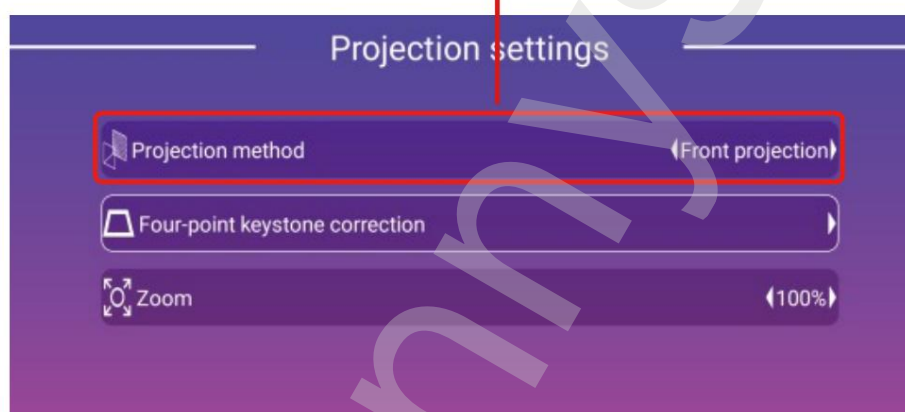 Projection settings
Projection method
Front projection
Four-point keystone correction
Zoom
100%